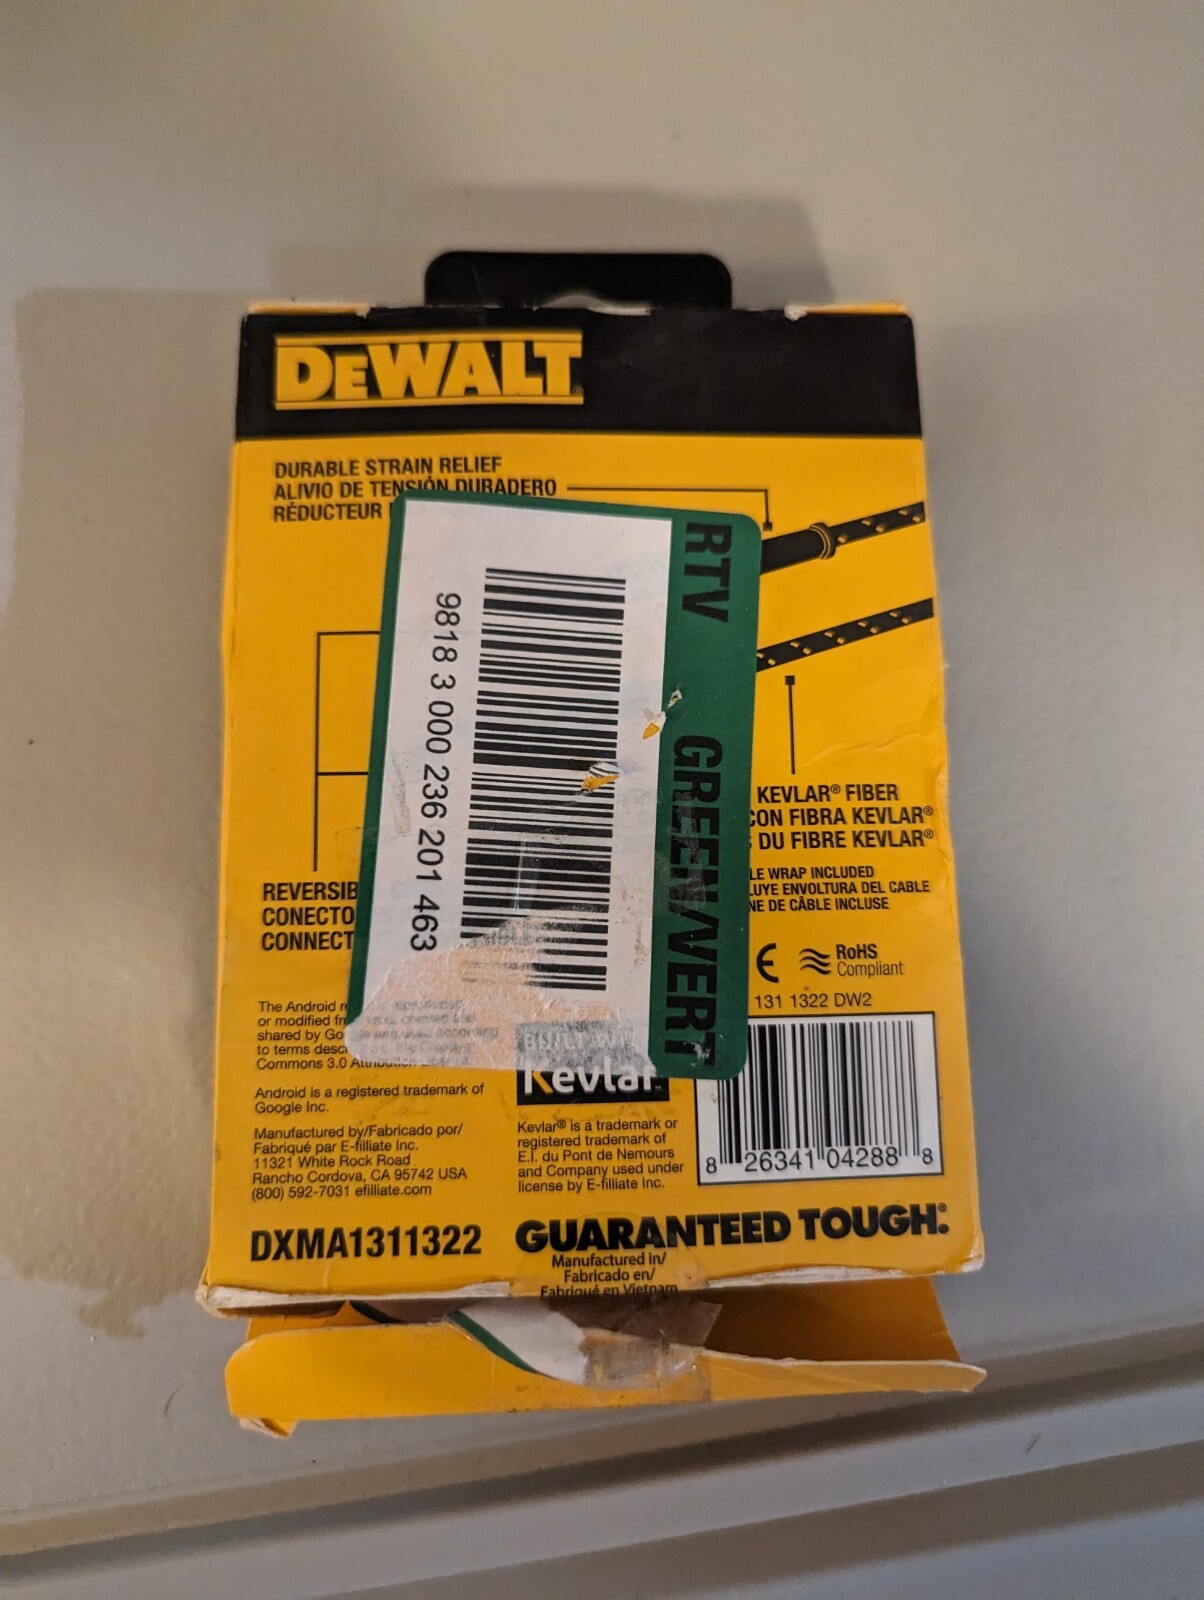 DEWALT
DURABLE STRAIN RELIEF
ALIVIO DE TENSIÓN DURADERO
RÉDUCTEUR
RTV GREEN/VERT
9818 3 000 236 201 463
KEVLAR® FIBER
CON FIBRA KEVLAR®
DU FIBRE KEVLAR®
LE WRAP INCLUDED
LUYE ENVOLTURA DEL CABLE
NE DE CÂBLE INCLUSE
REVERSIB
CONECTO
CONNECT
CE RoHS
Compliant
131 1322 DW2
The Android
or modified
shared by and used according
to terms
Commons 3.0 Attribution
Android is a registered trademark of
Google Inc.
Manufactured by/Fabricado por/
Fabriqué par E-filliate Inc.
11321 White Rock Road
Rancho Cordova, CA 95742 USA
(800) 592-7031 efilliate.com
BUILT WI
Kevlar
Kevlar® is a trademark or
registered trademark of
E.I. du Pont de Nemours
and Company used under
license by E-filliate Inc.
8 26341 04288 8
DXMA1311322
GUARANTEED TOUGH®.
Manufactured in/
Fabricado en/
Fabriqué en Vietnam